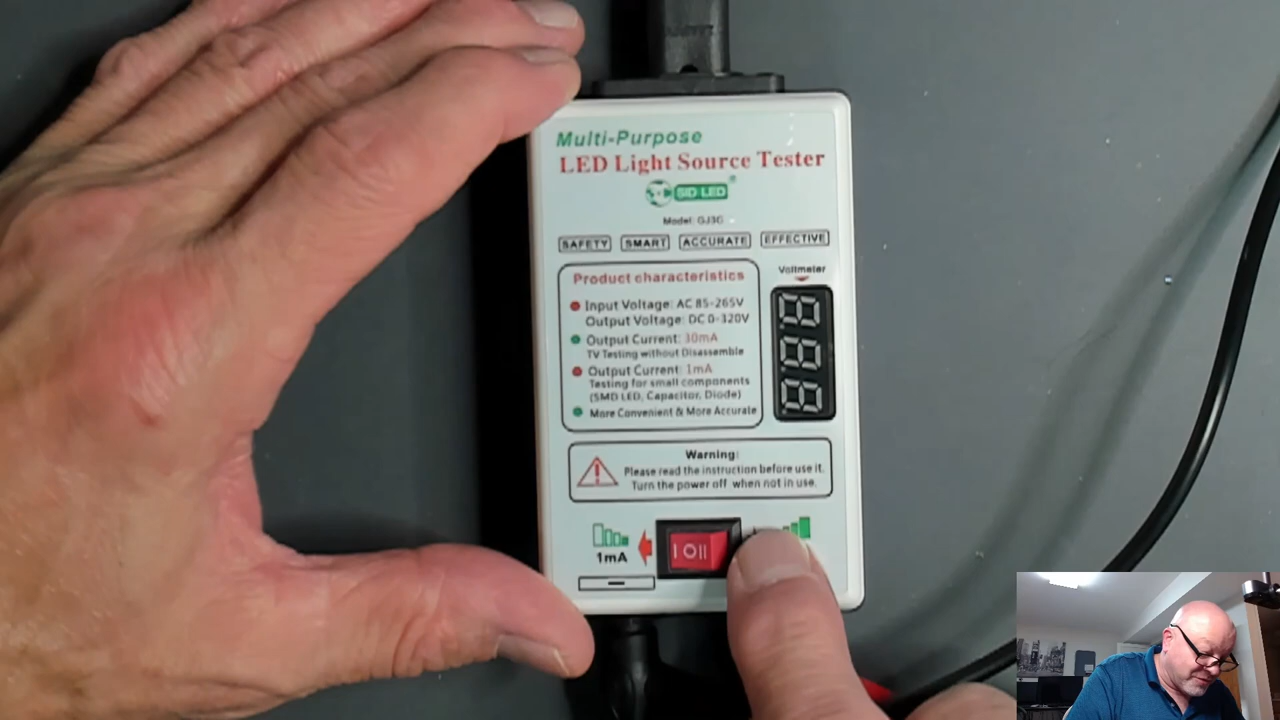 Multi-Purpose
LED Light Source Tester
SID LED®
Model: GJ3C
SAFETY SMART ACCURATE EFFECTIVE
Voltmeter
Product characteristics
Input Voltage: AC 85-265V
Output Voltage: DC 0-320V
Output Current: 30mA
TV Testing without Disassemble
Output Current: 1mA
Testing for small components
(SMD LED, Capacitor, Diode)
More Convenient & More Accurate
Warning:
Please read the instruction before use it.
Turn the power off when not in use.
1mA
I O II